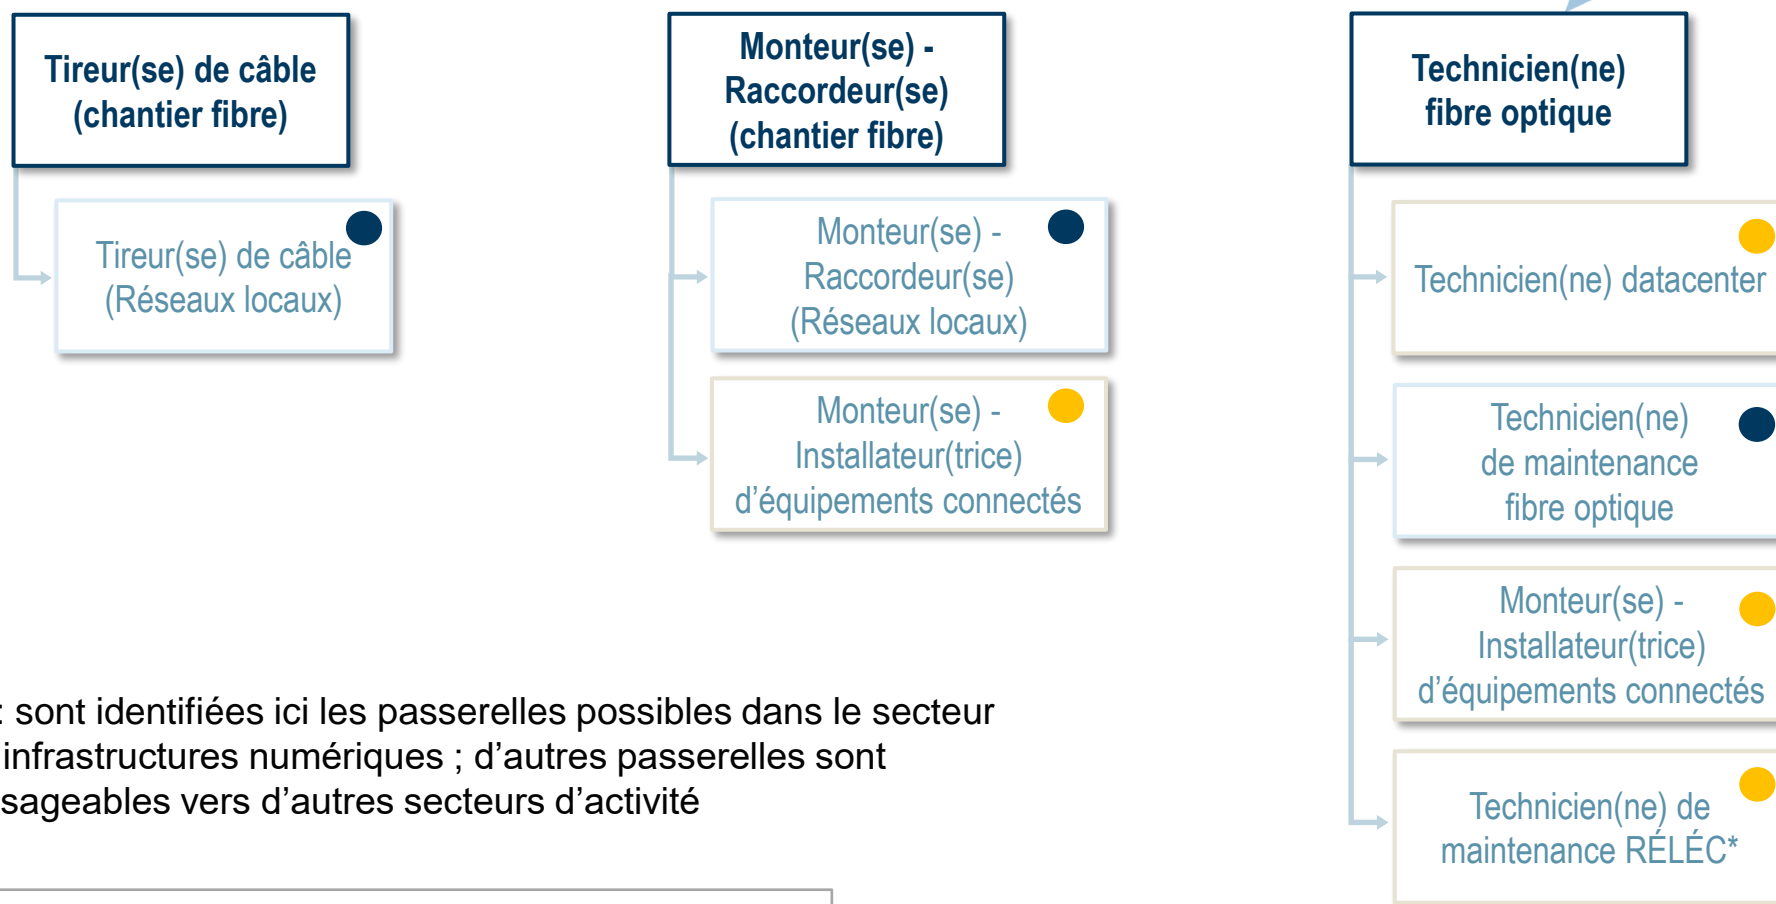 Tireur(se) de câble
(chantier fibre)
Tireur(se) de câble
(Réseaux locaux)
Monteur(se) -
Raccordeur(se)
(chantier fibre)
Monteur(se) -
Raccordeur(se)
(Réseaux locaux)
Monteur(se) -
Installateur(trice)
d’équipements connectés
Technicien(ne)
fibre optique
Technicien(ne) datacenter
Technicien(ne)
de maintenance
fibre optique
Monteur(se) -
Installateur(trice)
d’équipements connectés
Technicien(ne) de
maintenance RÉLÉC*
: sont identifiées ici les passerelles possibles dans le secteur
infrastructures numériques ; d’autres passerelles sont
sageables vers d’autres secteurs d’activité